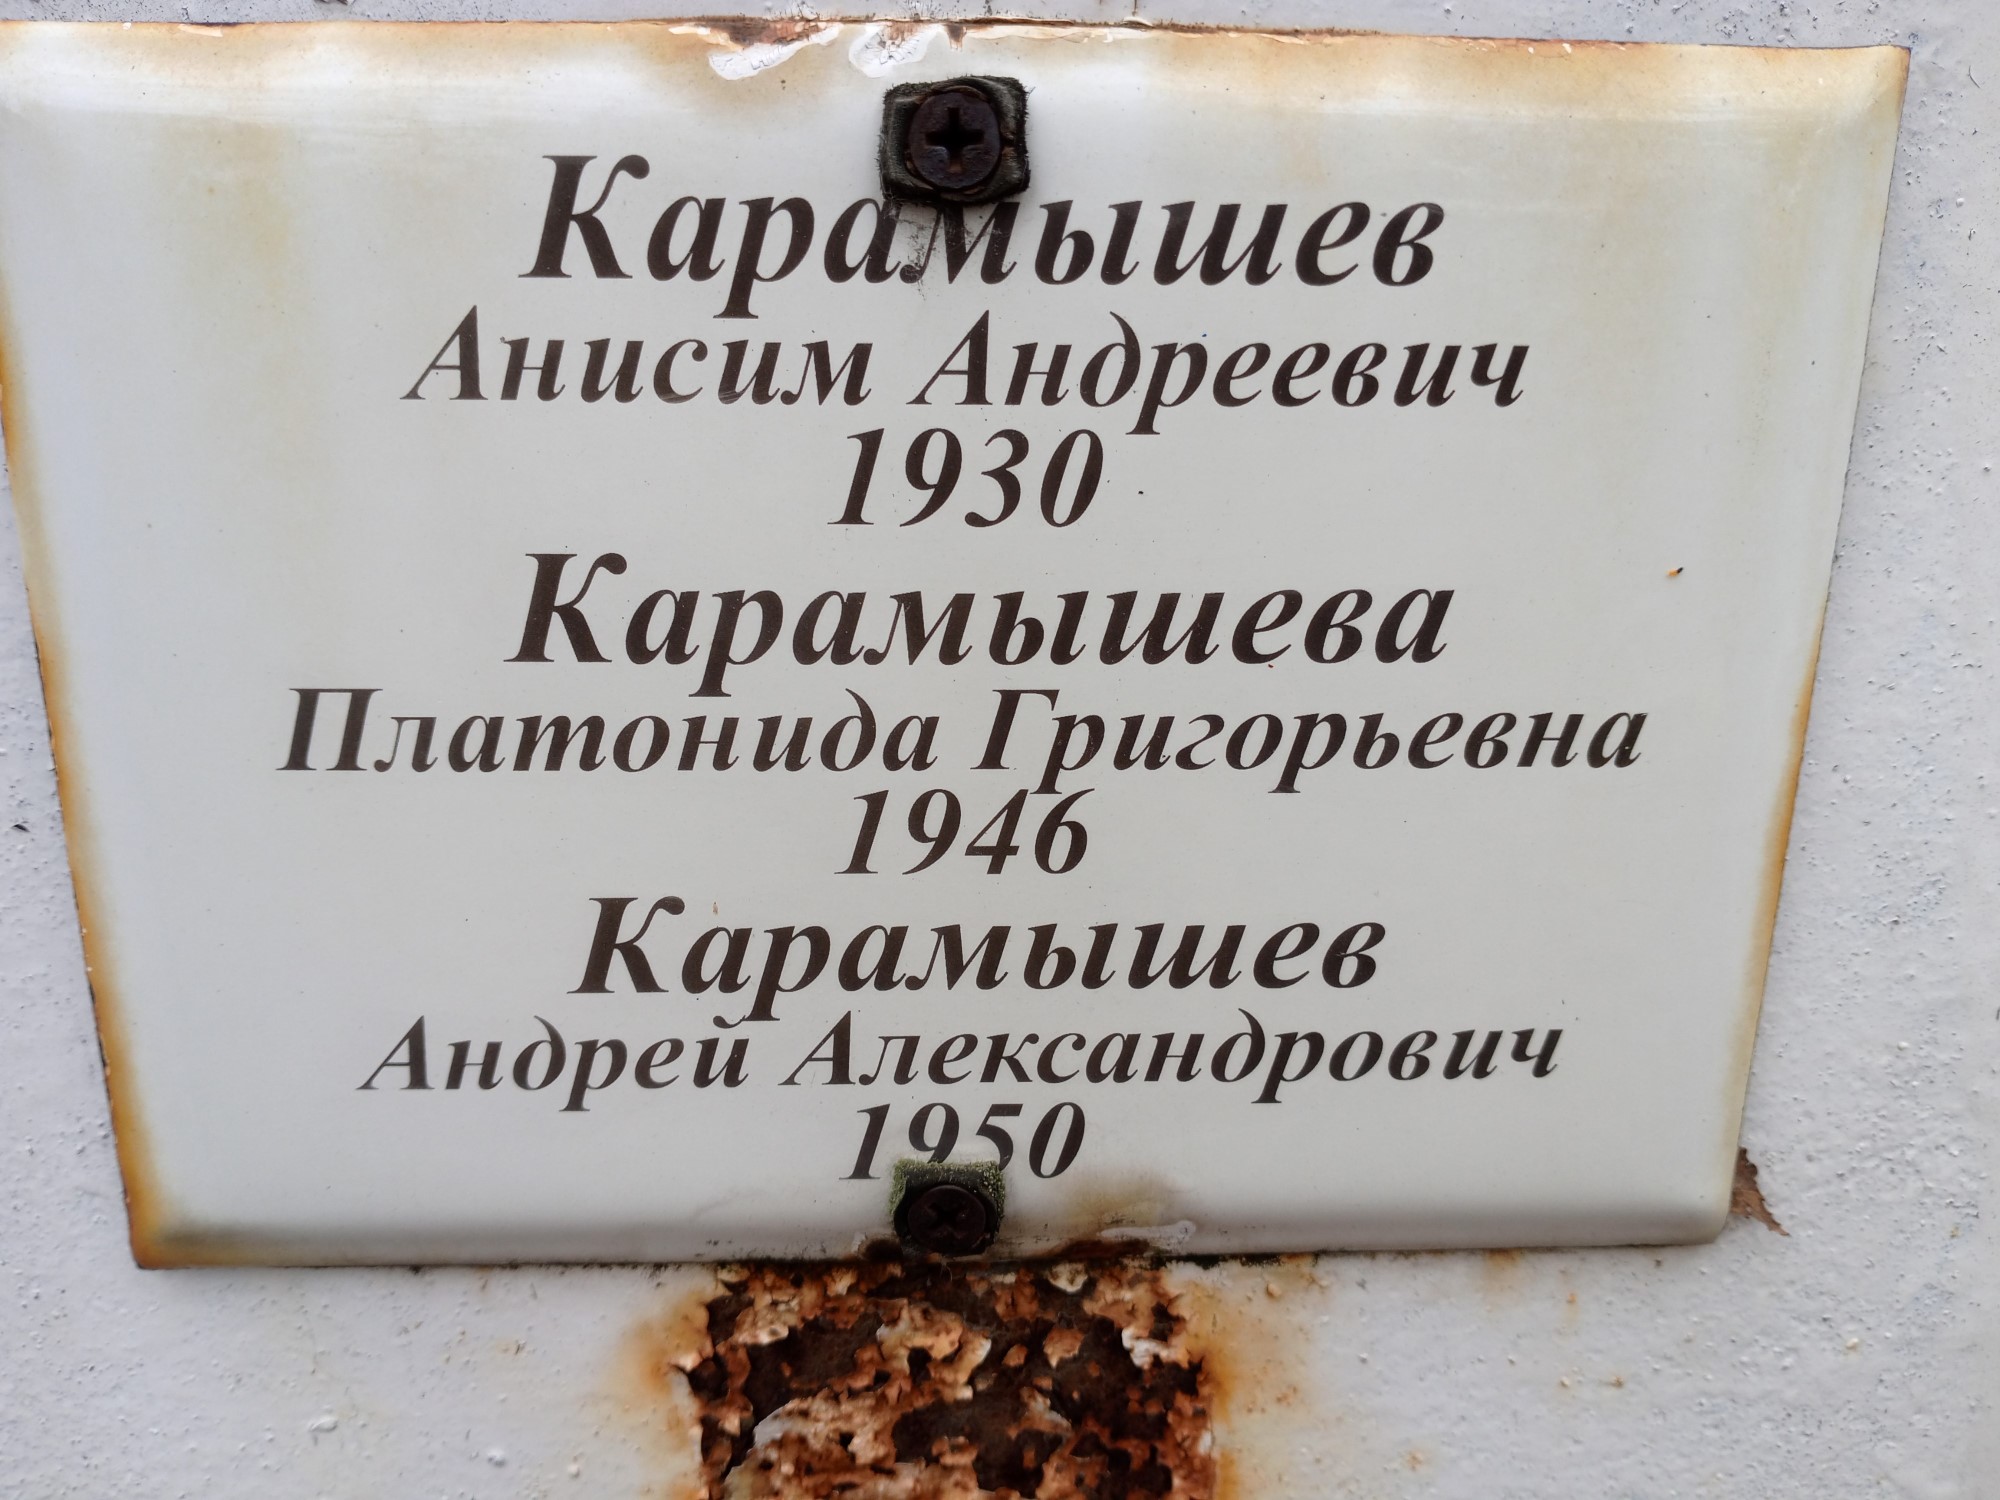 Карамышев
Анисим Андреевич
1930
Карамышева
Платонида Григорьевна
1946
Карамышев
Андрей Александрович
1950